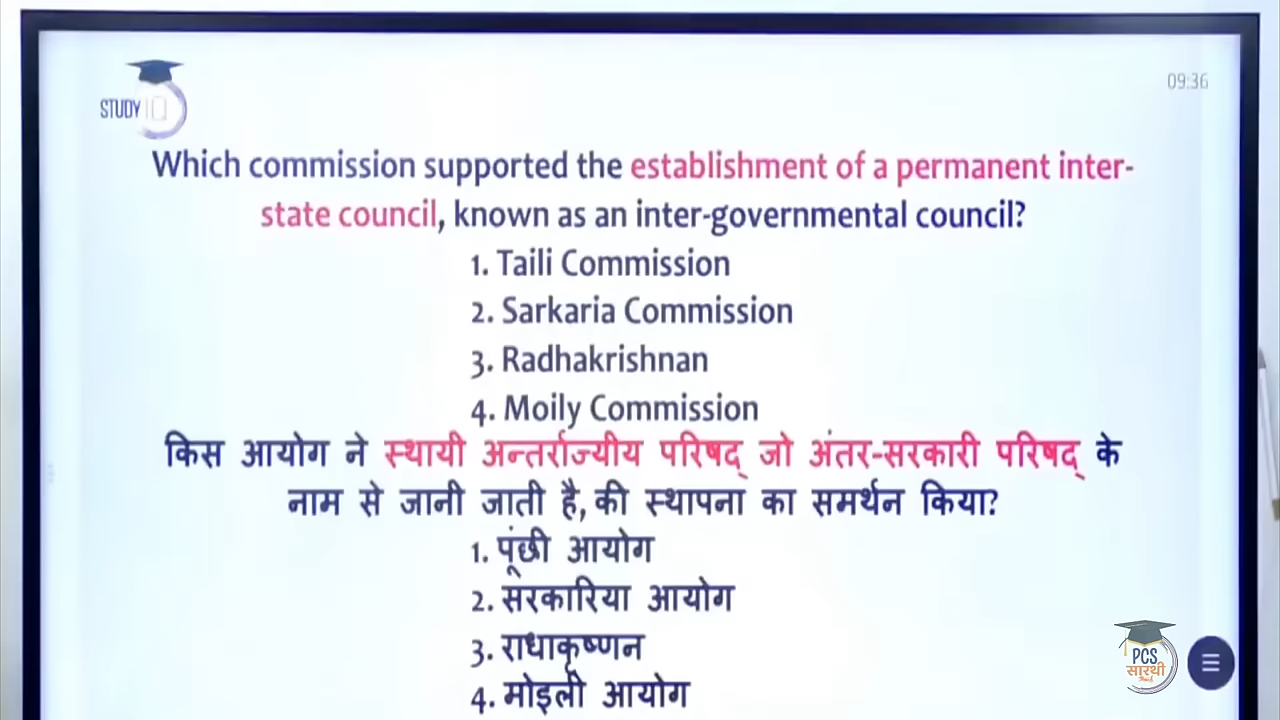 STUDY IQ
09:36
Which commission supported the establishment of a permanent inter-
state council, known as an inter-governmental council?
1. Taili Commission
2. Sarkaria Commission
3. Radhakrishnan
4. Moily Commission
किस आयोग ने स्थायी अन्तर्राज्यीय परिषद् जो अंतर-सरकारी परिषद् के
नाम से जानी जाती है, की स्थापना का समर्थन किया?
1. पूंछी आयोग
2. सरकारिया आयोग
3. राधाकृष्णन
4. मोइली आयोग
PCS
सारथी